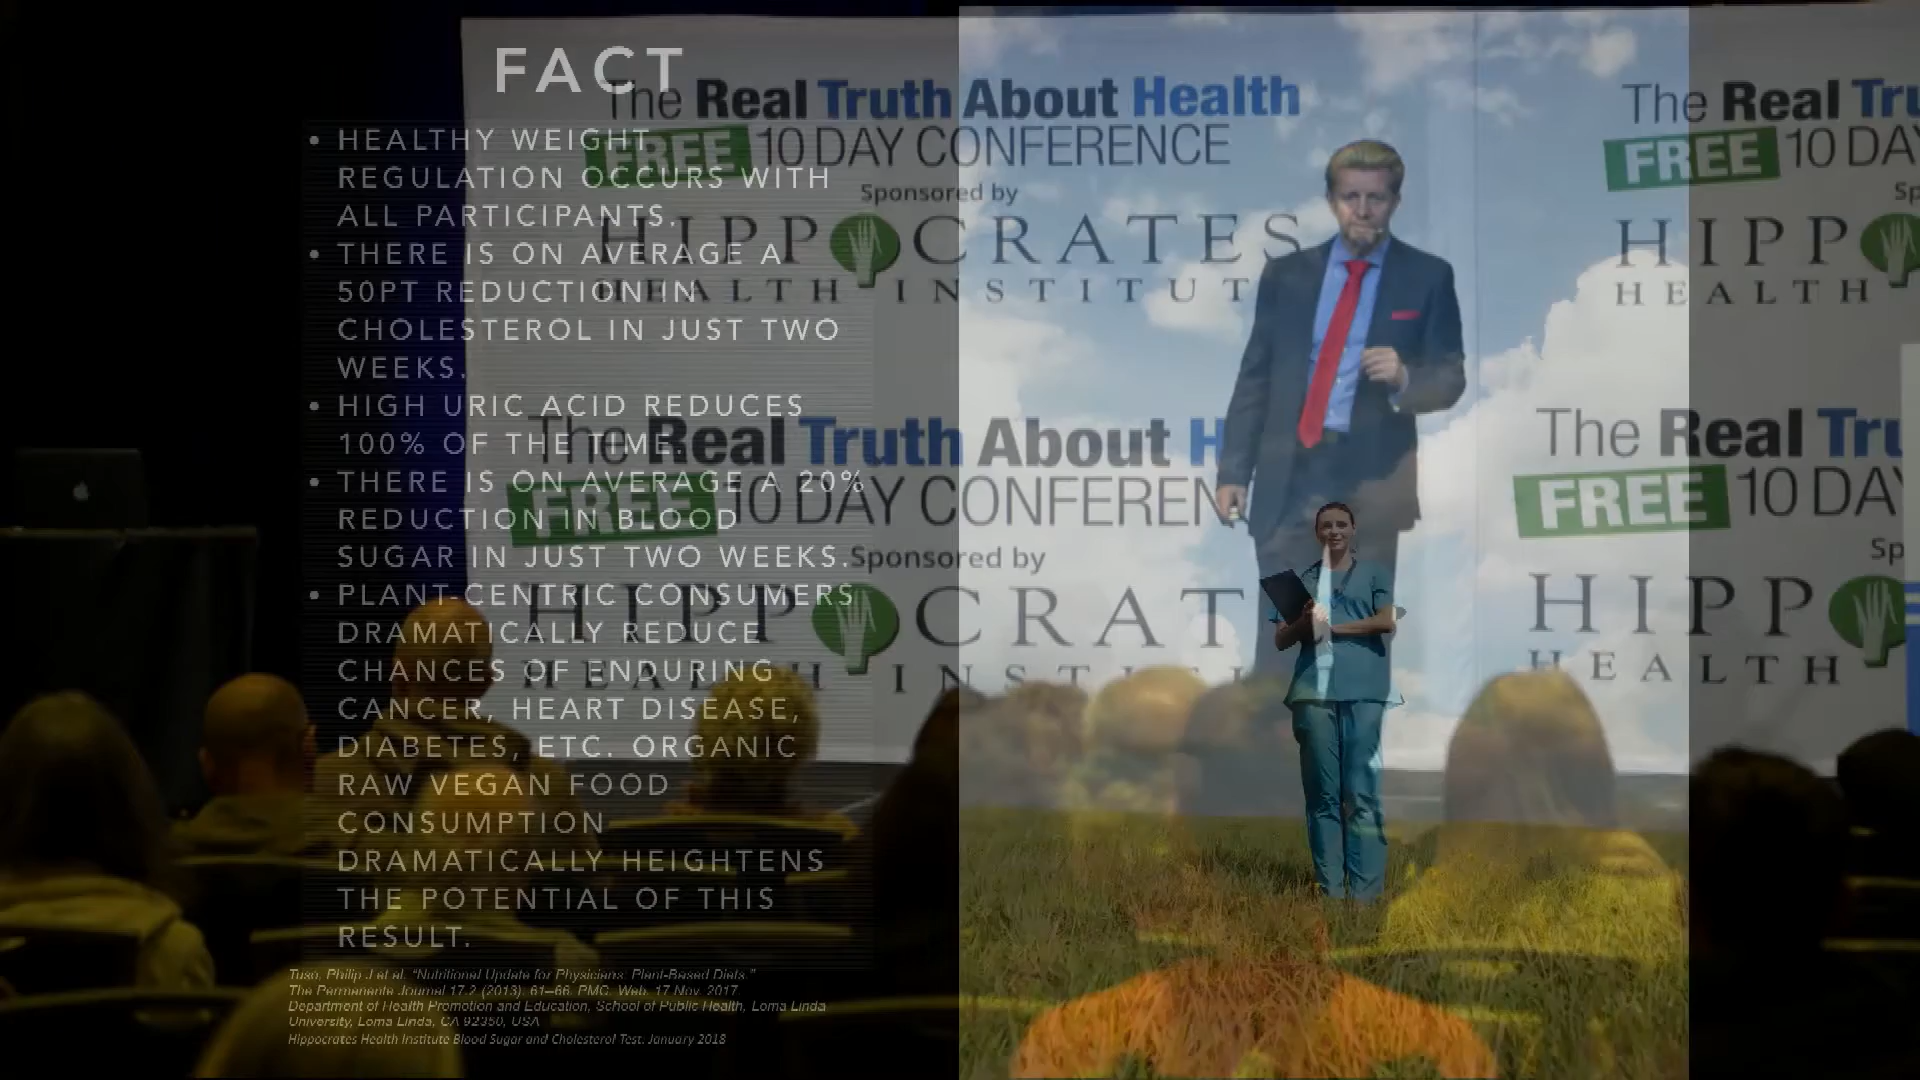 FACT
• HEALTHY WEIGHT
REGULATION OCCURS WITH
ALL PARTICIPANTS.
• THERE IS ON AVERAGE A
50PT REDUCTION IN
CHOLESTEROL IN JUST TWO
WEEKS.
• HIGH URIC ACID REDUCES
100% OF THE TIME.
• THERE IS ON AVERAGE A 20%
REDUCTION IN BLOOD
SUGAR IN JUST TWO WEEKS.
• PLANT-CENTRIC CONSUMERS
DRAMATICALLY REDUCE
CHANCES OF ENDURING
CANCER, HEART DISEASE,
DIABETES, ETC. ORGANIC
RAW VEGAN FOOD
CONSUMPTION
DRAMATICALLY HEIGHTENS
THE POTENTIAL OF THIS
RESULT.
Tuso, Philip J et al. “Nutritional Update for Physicians: Plant-Based Diets.”
The Permanente Journal 17.2 (2013): 61–66. PMC. Web. 17 Nov. 2017.
Department of Health Promotion and Education, School of Public Health, Loma Linda
University, Loma Linda, CA 92350, USA
Hippocrates Health Institute Blood Sugar and Cholesterol Test. January 2018
The Real Truth About Health
FREE 10 DAY CONFERENCE
Sponsored by
HIPPOCRATES
HEALTH INSTITUT
The Real Truth About H
FREE 10 DAY CONFEREN
Sponsored by
HIPPOCRAT
HEALTH INSTIT
The Real Tru
FREE 10 DAY
Sp
HIPP
HEALTH
The Real Tru
FREE 10 DAY
Sp
HIPP
HEALTH